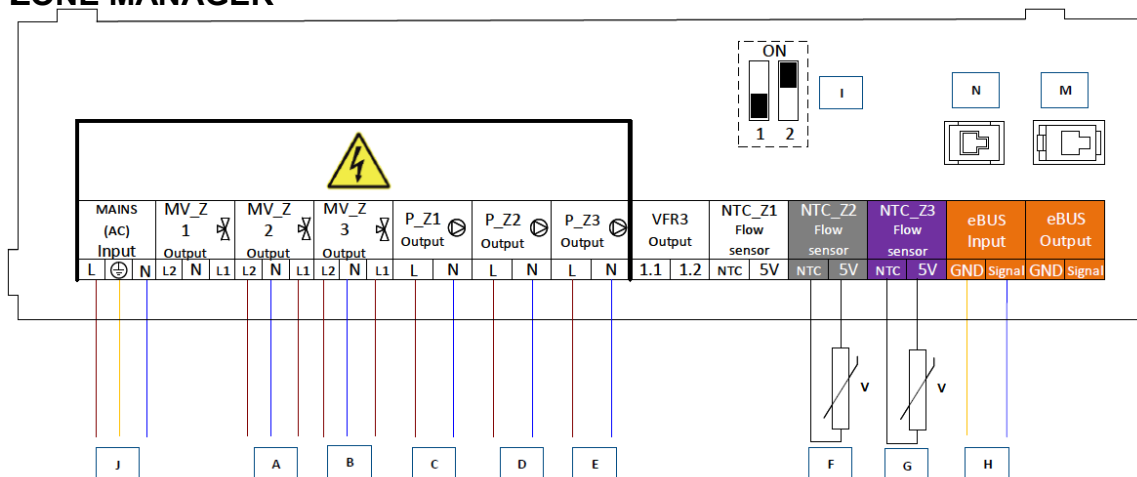 ZONE MANAGER
ON
1 2
I
N
M
MAINS (AC) Input
MV_Z 1 Output
MV_Z 2 Output
MV_Z 3 Output
P_Z1 Output
P_Z2 Output
P_Z3 Output
VFR3 Output
NTC_Z1 Flow sensor
NTC_Z2 Flow sensor
NTC_Z3 Flow sensor
eBUS Input
eBUS Output
L N L2 N L1 L2 N L1 L2 N L1 L N L N L N 1.1 1.2 NTC 5V NTC 5V NTC 5V GND Signal GND Signal
V
V
J
A
B
C
D
E
F
G
H